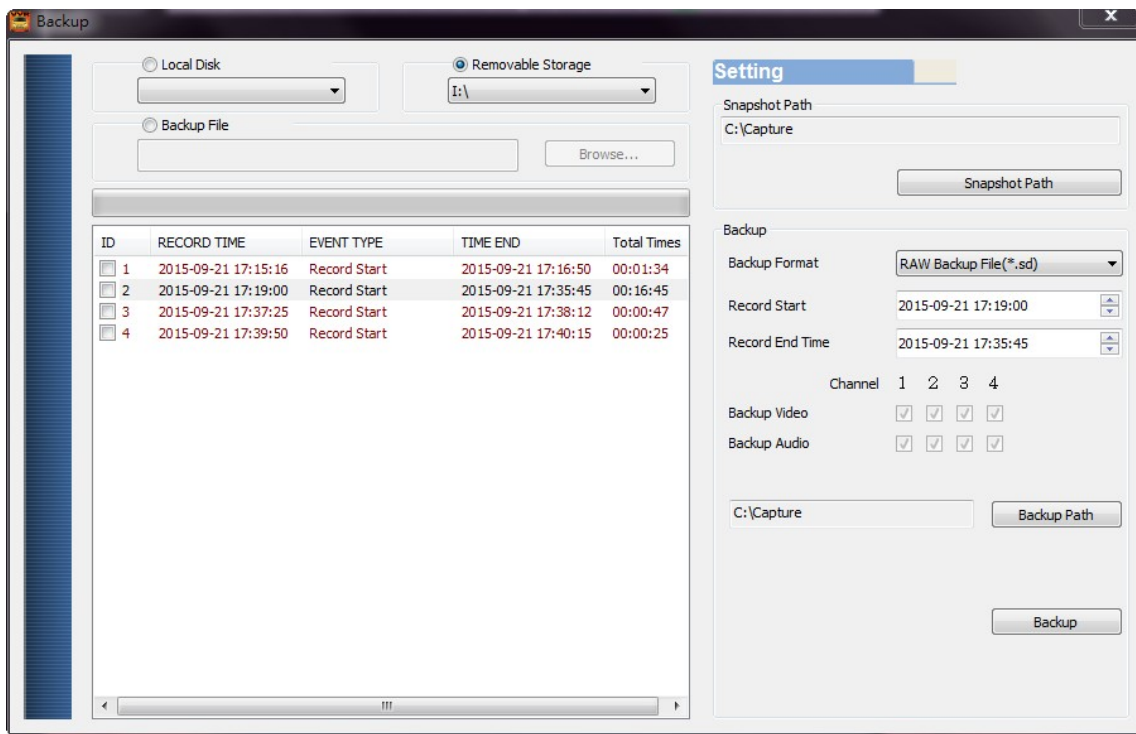 Backup
Local Disk
Removable Storage
I:\
Backup File
Browse...
ID RECORD TIME EVENT TYPE TIME END Total Times
1 2015-09-21 17:15:16 Record Start 2015-09-21 17:16:50 00:01:34
2 2015-09-21 17:19:00 Record Start 2015-09-21 17:35:45 00:16:45
3 2015-09-21 17:37:25 Record Start 2015-09-21 17:38:12 00:00:47
4 2015-09-21 17:39:50 Record Start 2015-09-21 17:40:15 00:00:25
Setting
Snapshot Path
C:\Capture
Snapshot Path
Backup
Backup Format RAW Backup File(*.sd)
Record Start 2015-09-21 17:19:00
Record End Time 2015-09-21 17:35:45
Channel 1 2 3 4
Backup Video
Backup Audio
C:\Capture Backup Path
Backup